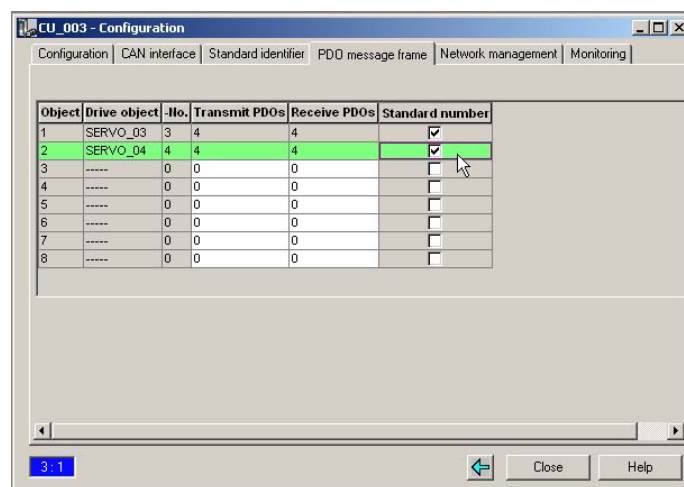 CU_003 - Configuration
Configuration CAN interface Standard identifier PDO message frame Network management Monitoring
Object Drive object -No. Transmit PDOs Receive PDOs Standard number
1 SERVO_03 3 4 4
2 SERVO_04 4 4 4
3 ----- 0 0 0
4 ----- 0 0 0
5 ----- 0 0 0
6 ----- 0 0 0
7 ----- 0 0 0
8 ----- 0 0 0
3:1 Close Help